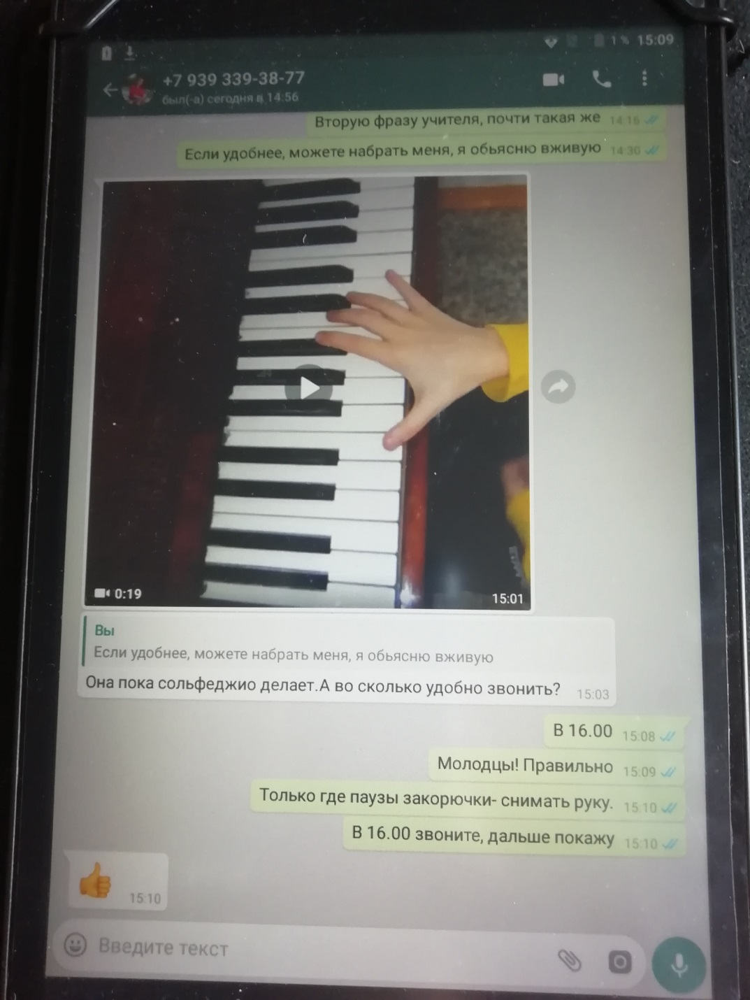 1 % 15:09
+7 939 339-38-77
был(-а) сегодня в 14:56
Вторую фразу учителя, почти такая же 14:16
Если удобнее, можете набрать меня, я обьясню вживую 14:30
0:19 15:01
Вы
Если удобнее, можете набрать меня, я обьясню вживую
Она пока сольфеджио делает.А во сколько удобно звонить? 15:03
В 16.00 15:08
Молодцы! Правильно 15:09
Только где паузы закорючки- снимать руку. 15:10
В 16.00 звоните, дальше покажу 15:10
15:10
Введите текст